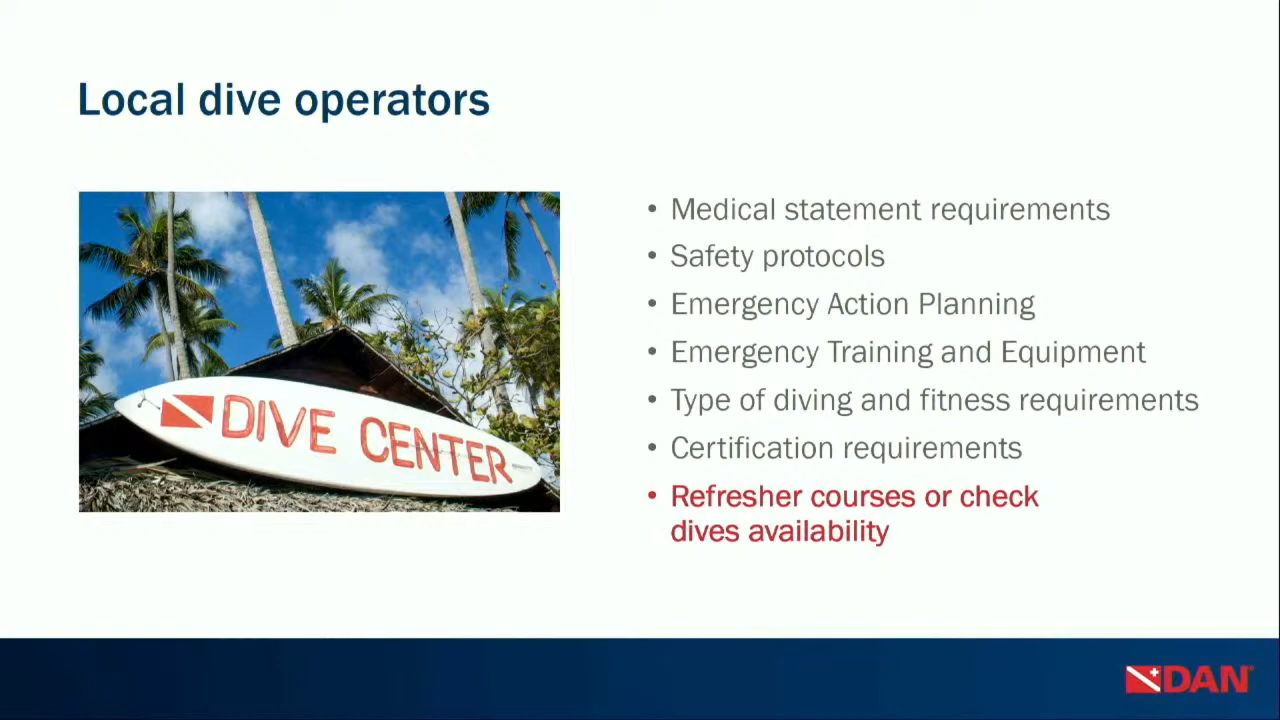 Local dive operators
DIVE CENTER
• Medical statement requirements
• Safety protocols
• Emergency Action Planning
• Emergency Training and Equipment
• Type of diving and fitness requirements
• Certification requirements
• Refresher courses or check
dives availability
DAN